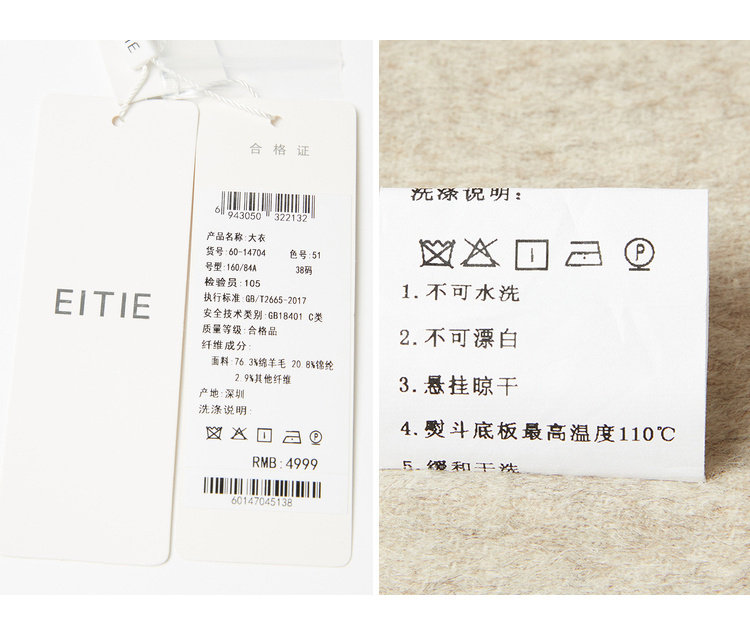 EITIE
合格证
6 943050 322132
产品名称:大衣
货号:60-14704 色号:51
号型:160/84A 38码
检验员:105
执行标准:GB/T2665-2017
安全技术类别:GB18401 C类
质量等级:合格品
纤维成分:
面料:76.3%绵羊毛 20.8%锦纶
2.9%其他纤维
产地:深圳
洗涤说明:
RMB:4999
60147045138
洗涤说明:
1.不可水洗
2.不可漂白
3.悬挂晾干
4.熨斗底板最高温度110℃
5.缓和干洗